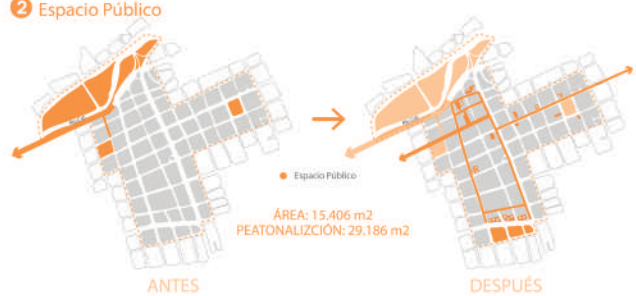 2 Espacio Público
Espacio Público
ÁREA: 15.406 m2
PEATONALIZCIÓN: 29.186 m2
ANTES
DESPUÉS